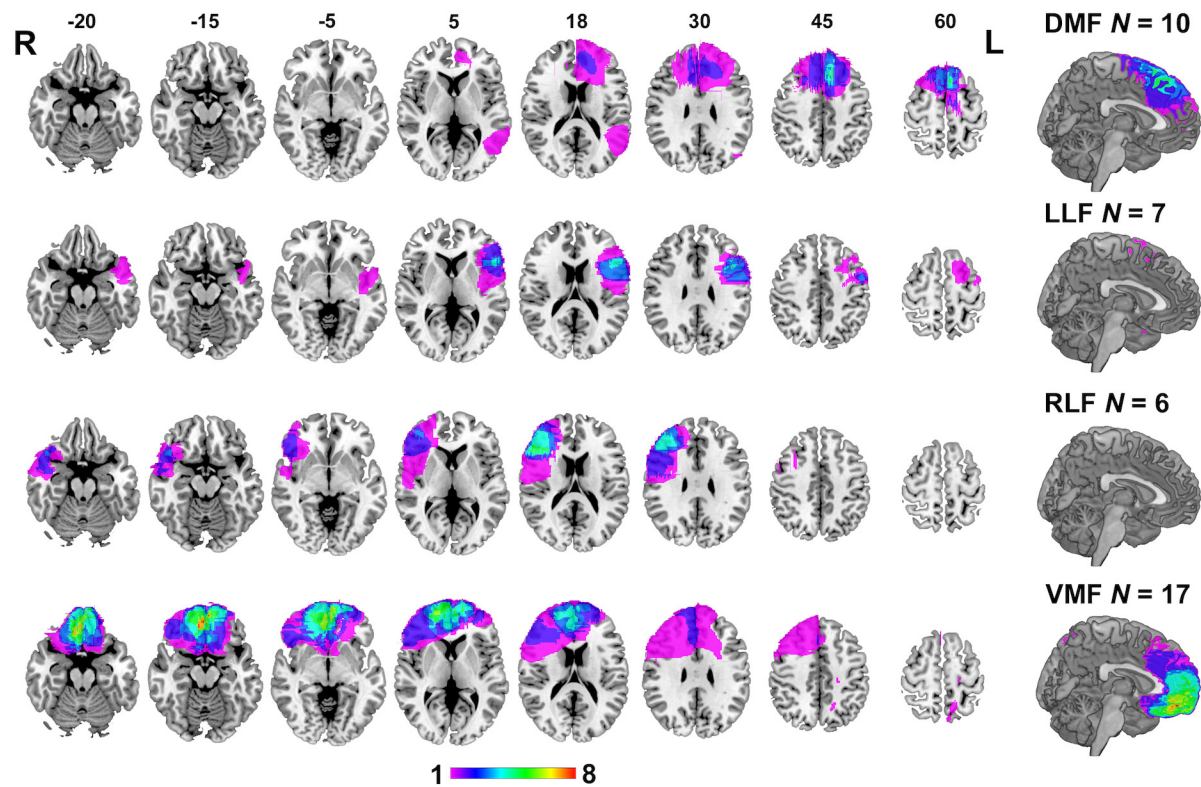 -20 -15 -5 5 18 30 45 60
R L
DMF N = 10
LLF N = 7
RLF N = 6
VMF N = 17
1 8